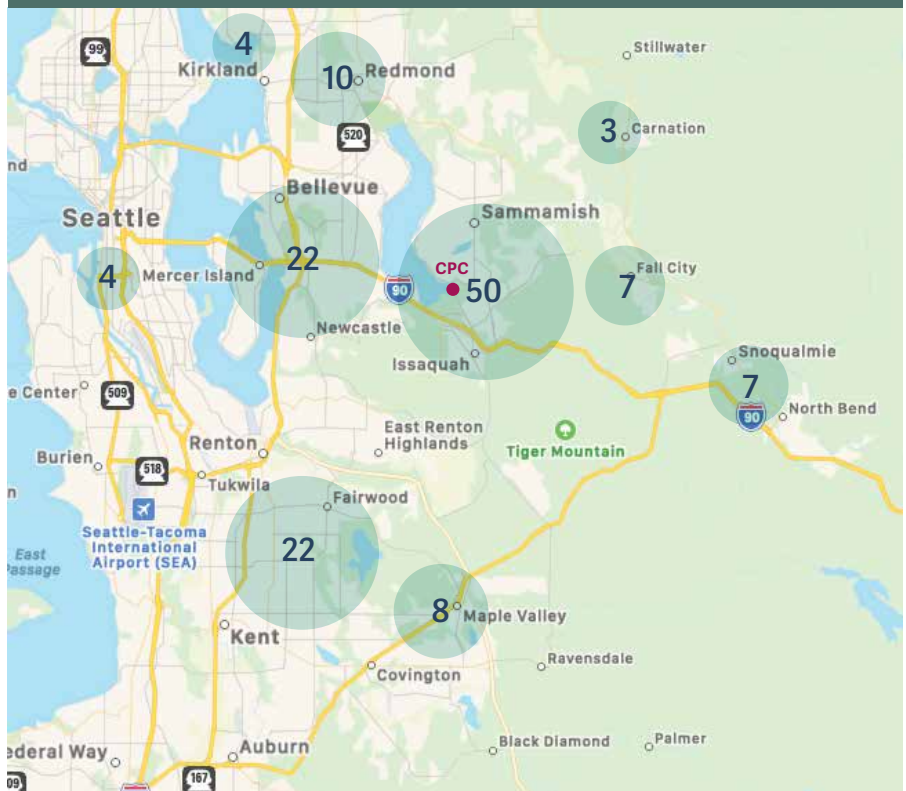 99
4
Kirkland
10
Redmond
Stillwater
520
3
Carnation
nd
Bellevue
Seattle
Sammamish
22
Mercer Island
4
CPC
50
90
Fall City
7
Newcastle
Issaquah
Snoqualmie
7
90
North Bend
e Center
509
East Renton
Highlands
Tiger Mountain
Renton
Burien
518
Tukwila
n
Fairwood
Seattle-Tacoma
International
Airport (SEA)
East
Passage
22
8
Maple Valley
Kent
Ravensdale
Covington
Black Diamond
Palmer
ederal Way
Auburn
167
09